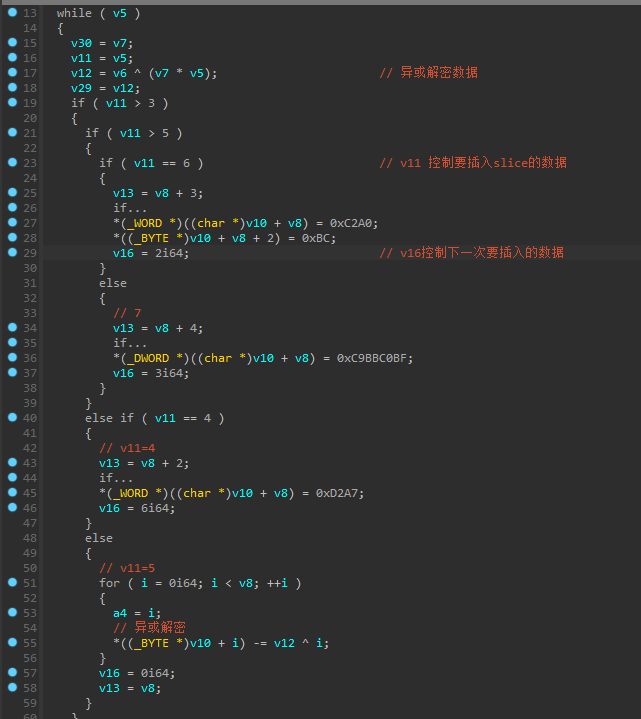 13 while ( v5 )
14 {
15 v30 = v7;
16 v11 = v5;
17 v12 = v6 ^ (v7 * v5); // 异或解密数据
18 v29 = v12;
19 if ( v11 > 3 )
20 {
21 if ( v11 > 5 )
22 {
23 if ( v11 == 6 ) // v11 控制要插入slice的数据
24 {
25 v13 = v8 + 3;
26 if...
27 *(_WORD *)((char *)v10 + v8) = 0xC2A0;
28 *((_BYTE *)v10 + v8 + 2) = 0xBC;
29 v16 = 2i64; // v16控制下一次要插入的数据
30 }
31 else
32 {
33 // 7
34 v13 = v8 + 4;
35 if...
36 *(_DWORD *)((char *)v10 + v8) = 0xC9BBC0BF;
37 v16 = 3i64;
38 }
39 }
40 else if ( v11 == 4 )
41 {
42 // v11=4
43 v13 = v8 + 2;
44 if...
45 *(_WORD *)((char *)v10 + v8) = 0xD2A7;
46 v16 = 6i64;
47 }
48 else
49 {
50 // v11=5
51 for ( i = 0i64; i < v8; ++i )
52 {
53 a4 = i;
54 // 异或解密
55 *((_BYTE *)v10 + i) -= v12 ^ i;
56 }
57 v16 = 0i64;
58 v13 = v8;
59 }
60 }